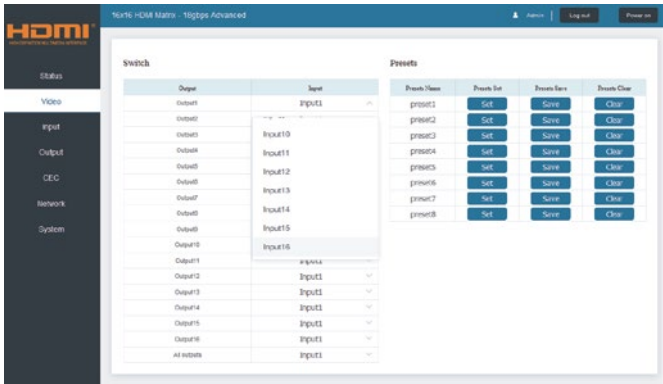 16x16 HDMI Matrix - 18gbps Advanced
Admin
Log out
Power on
HDMI
Status
Video
Input
Output
CEC
Network
System
Switch
Output Input
Output1 Input1
Output2
Output3
Output4
Output5
Output6
Output7
Output8
Output9
Output10
Output11 Input1
Output12 Input1
Output13 Input1
Output14 Input1
Output15 Input1
Output16 Input1
All outputs Input1
Input10
Input11
Input12
Input13
Input14
Input15
Input16
Presets
Presets Name Presets Set Presets Save Presets Clear
preset1 Set Save Clear
preset2 Set Save Clear
preset3 Set Save Clear
preset4 Set Save Clear
preset5 Set Save Clear
preset6 Set Save Clear
preset7 Set Save Clear
preset8 Set Save Clear